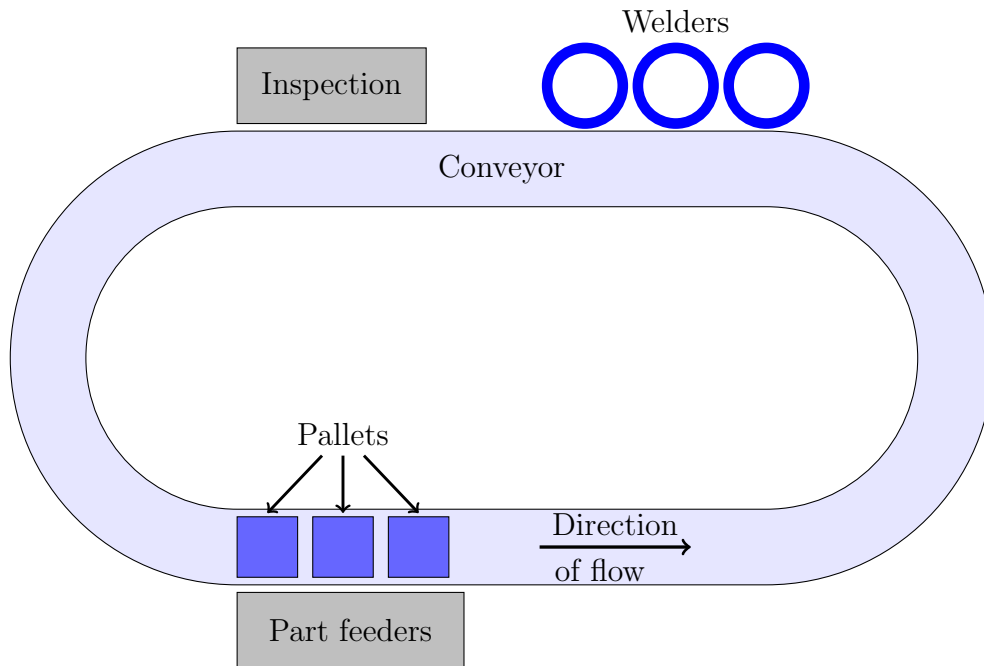 Welders
Inspection
Conveyor
Pallets
Direction
of flow
Part feeders